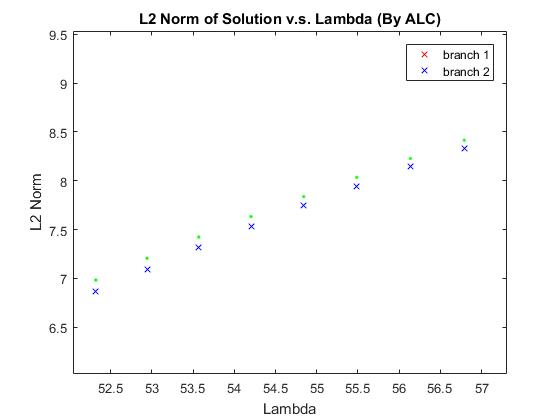 L2 Norm of Solution v.s. Lambda (By ALC)
9.5
9
8.5
8
7.5
7
6.5
L2 Norm
branch 1
branch 2
52.5 53 53.5 54 54.5 55 55.5 56 56.5 57
Lambda